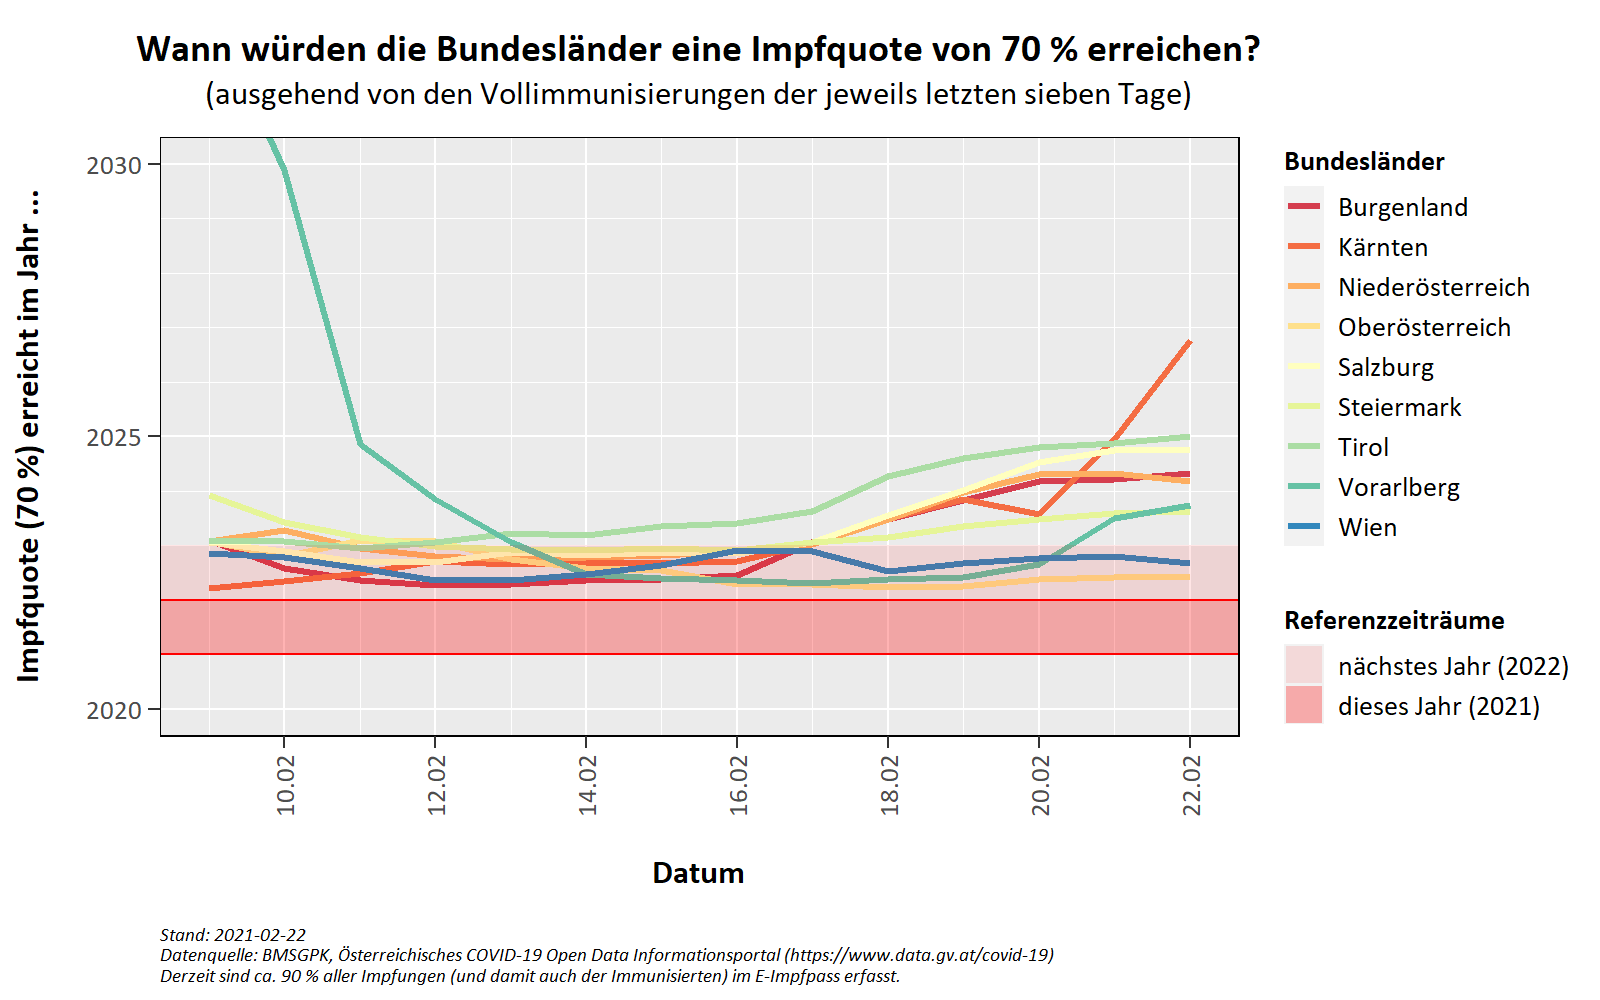 Wann würden die Bundesländer eine Impfquote von 70 % erreichen?
(ausgehend von den Vollimmunisierungen der jeweils letzten sieben Tage)
Impfquote (70 %) erreicht im Jahr ...
2030
2025
2020
10.02
12.02
14.02
16.02
18.02
20.02
22.02
Datum
Bundesländer
Burgenland
Kärnten
Niederösterreich
Oberösterreich
Salzburg
Steiermark
Tirol
Vorarlberg
Wien
Referenzzeiträume
nächstes Jahr (2022)
dieses Jahr (2021)
Stand: 2021-02-22
Datenquelle: BMSGPK, Österreichisches COVID-19 Open Data Informationsportal (https://www.data.gv.at/covid-19)
Derzeit sind ca. 90 % aller Impfungen (und damit auch der Immunisierten) im E-Impfpass erfasst.